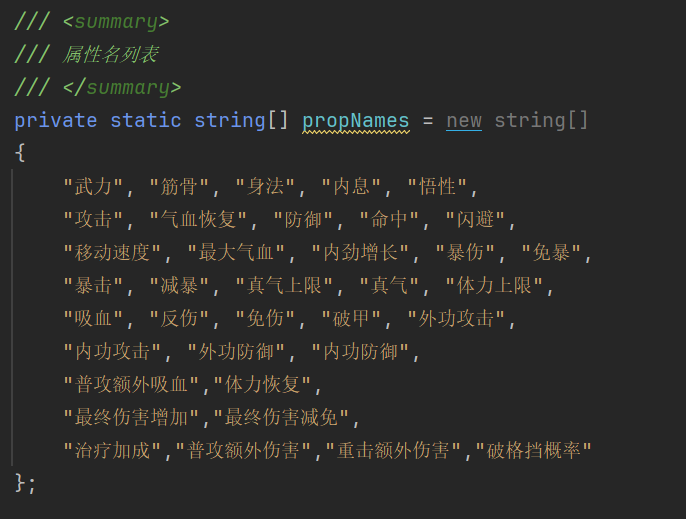 /// <summary>
/// 属性名列表
/// </summary>
private static string[] propNames = new string[]
{
"武力", "筋骨", "身法", "内息", "悟性",
"攻击", "气血恢复", "防御", "命中", "闪避",
"移动速度", "最大气血", "内劲增长", "暴伤", "免暴",
"暴击", "减暴", "真气上限", "真气", "体力上限",
"吸血", "反伤", "免伤", "破甲", "外功攻击",
"内功攻击", "外功防御", "内功防御",
"普攻额外吸血","体力恢复",
"最终伤害增加","最终伤害减免",
"治疗加成","普攻额外伤害","重击额外伤害","破格挡概率"
};